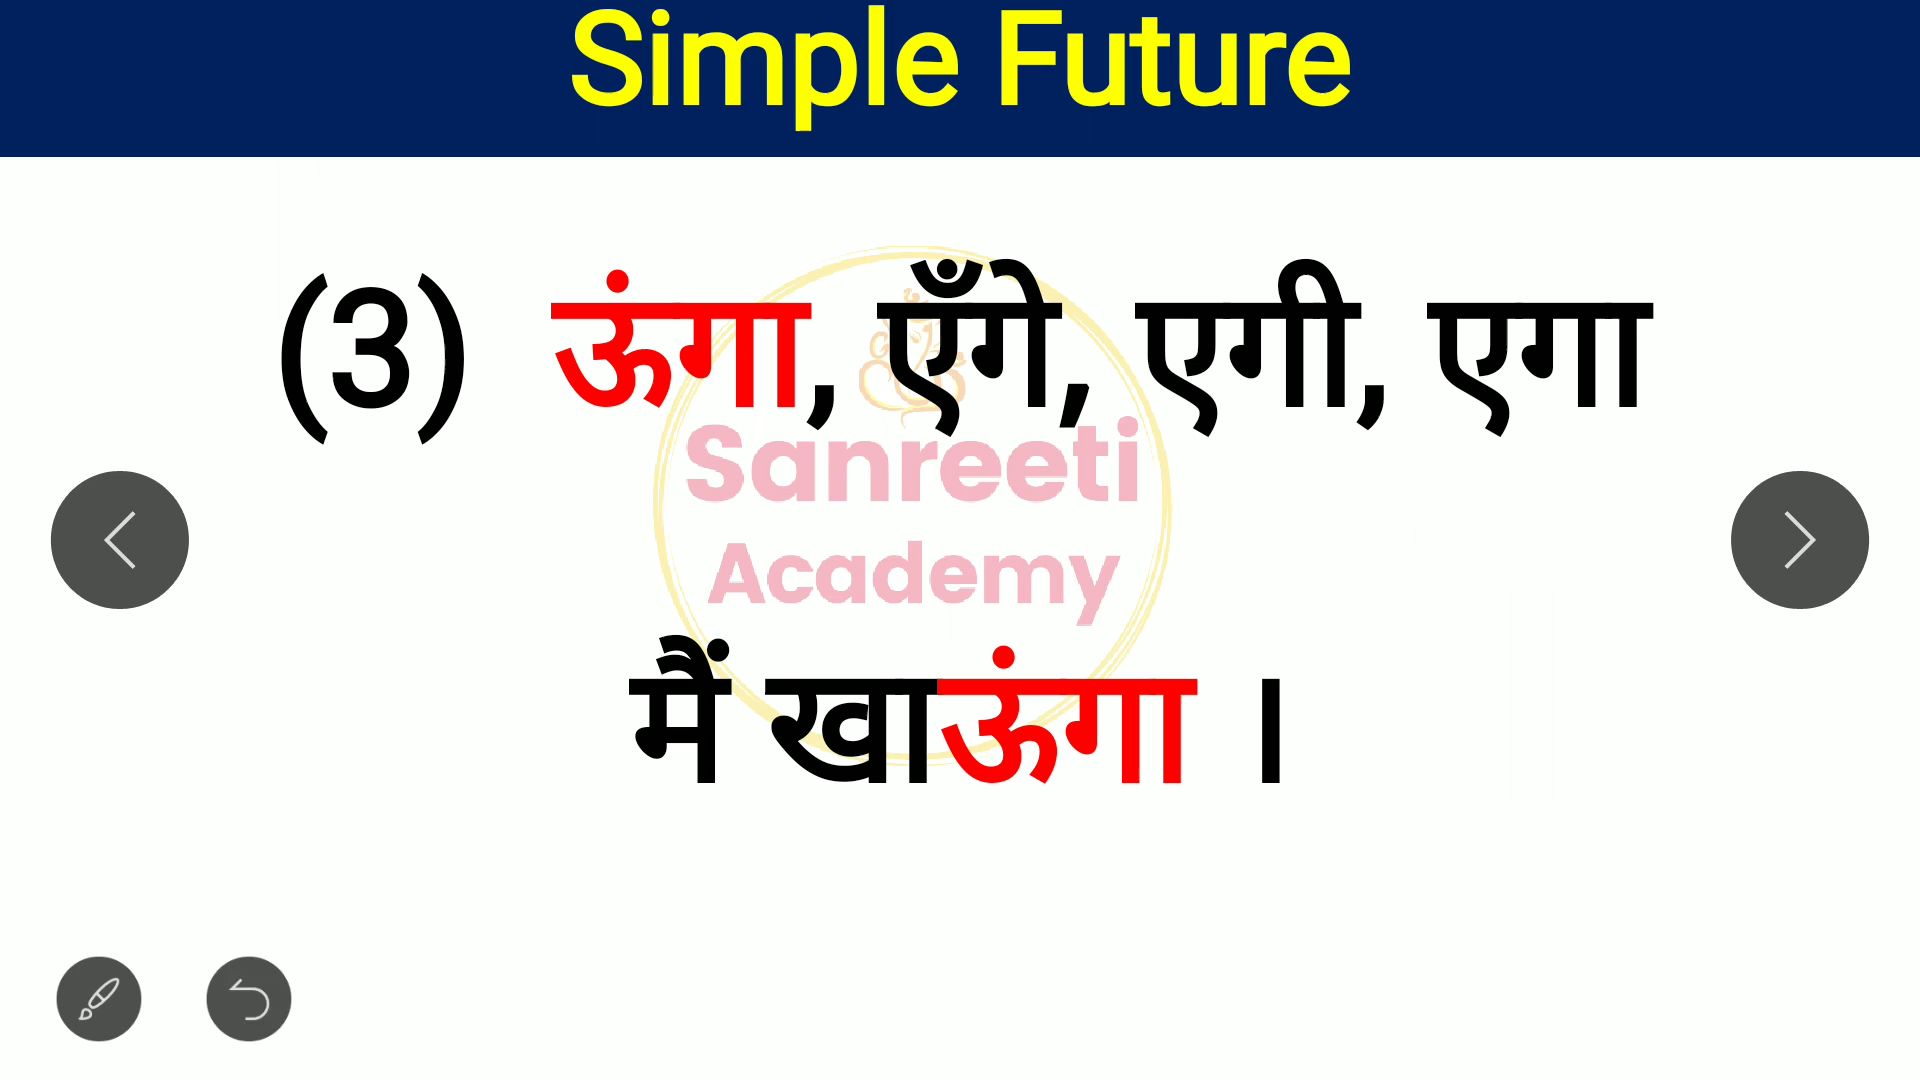 Simple Future
(3) ऊंगा, एँगे, एगी, एगा
Sanreeti
Academy
मैं खाऊंगा ।